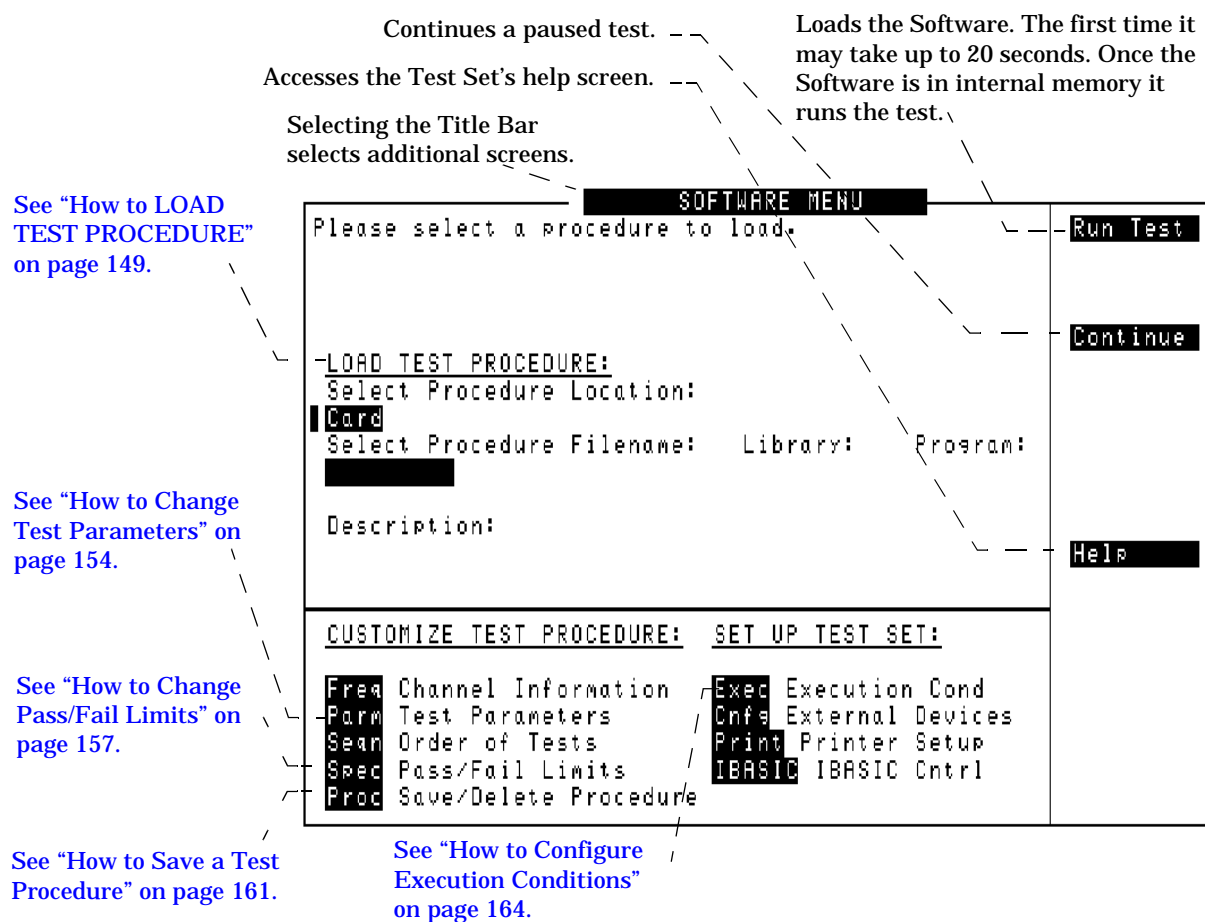 Continues a paused test.
Accesses the Test Set's help screen.
Selecting the Title Bar
selects additional screens.
Loads the Software. The first time it
may take up to 20 seconds. Once the
Software is in internal memory it
runs the test.
See “How to LOAD
TEST PROCEDURE”
on page 149.
SOFTWARE MENU
Please select a procedure to load.
Run Test
Continue
LOAD TEST PROCEDURE:
Select Procedure Location:
Card
Select Procedure Filename: Library: Program:
Description:
Help
See “How to Change
Test Parameters” on
page 154.
CUSTOMIZE TEST PROCEDURE: SET UP TEST SET:
Freq Channel Information Exec Execution Cond
Parm Test Parameters Cnfg External Devices
Seqn Order of Tests Print Printer Setup
Spec Pass/Fail Limits IBASIC IBASIC Cntrl
Proc Save/Delete Procedure
See “How to Change
Pass/Fail Limits” on
page 157.
See “How to Save a Test
Procedure” on page 161.
See “How to Configure
Execution Conditions”
on page 164.